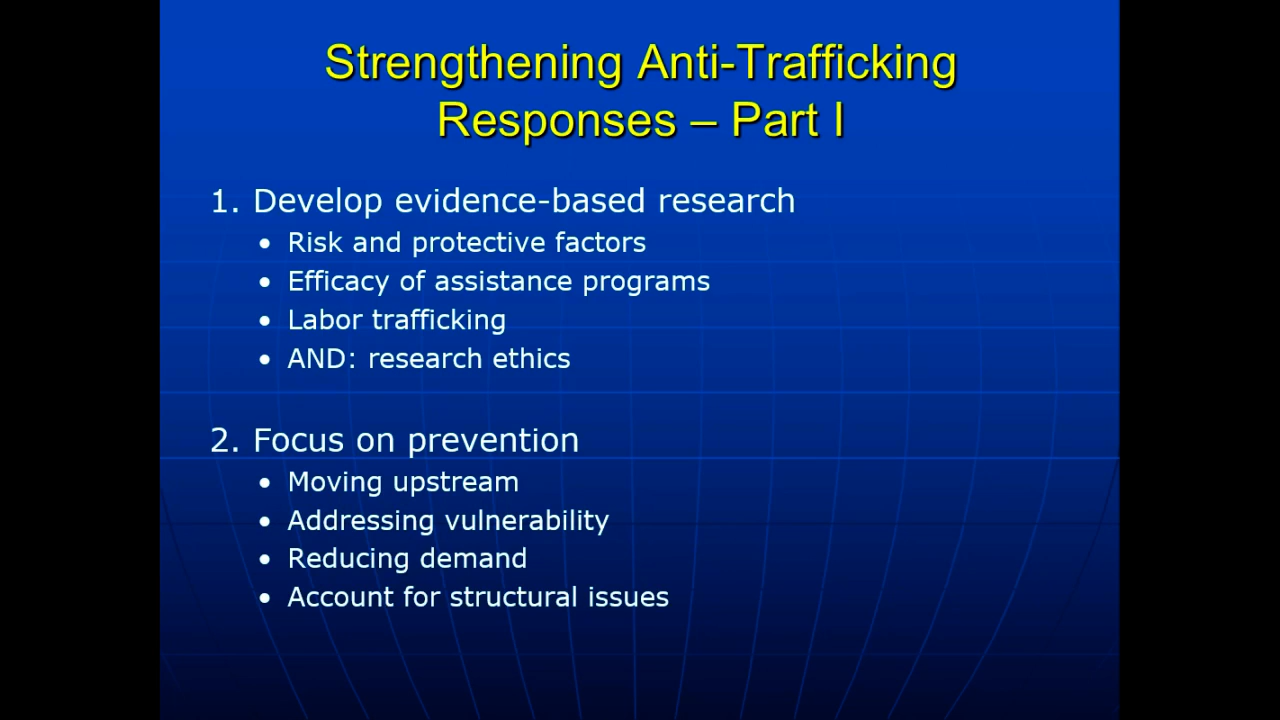 Strengthening Anti-Trafficking
Responses – Part I
1. Develop evidence-based research
• Risk and protective factors
• Efficacy of assistance programs
• Labor trafficking
• AND: research ethics
2. Focus on prevention
• Moving upstream
• Addressing vulnerability
• Reducing demand
• Account for structural issues